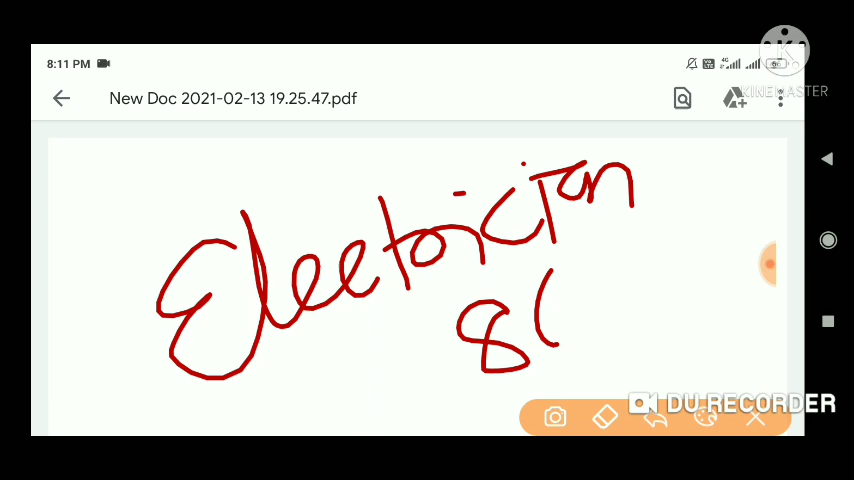 8:11 PM
KINEMASTER
New Doc 2021-02-13 19.25.47.pdf
Electrician
8(
DU RECORDER